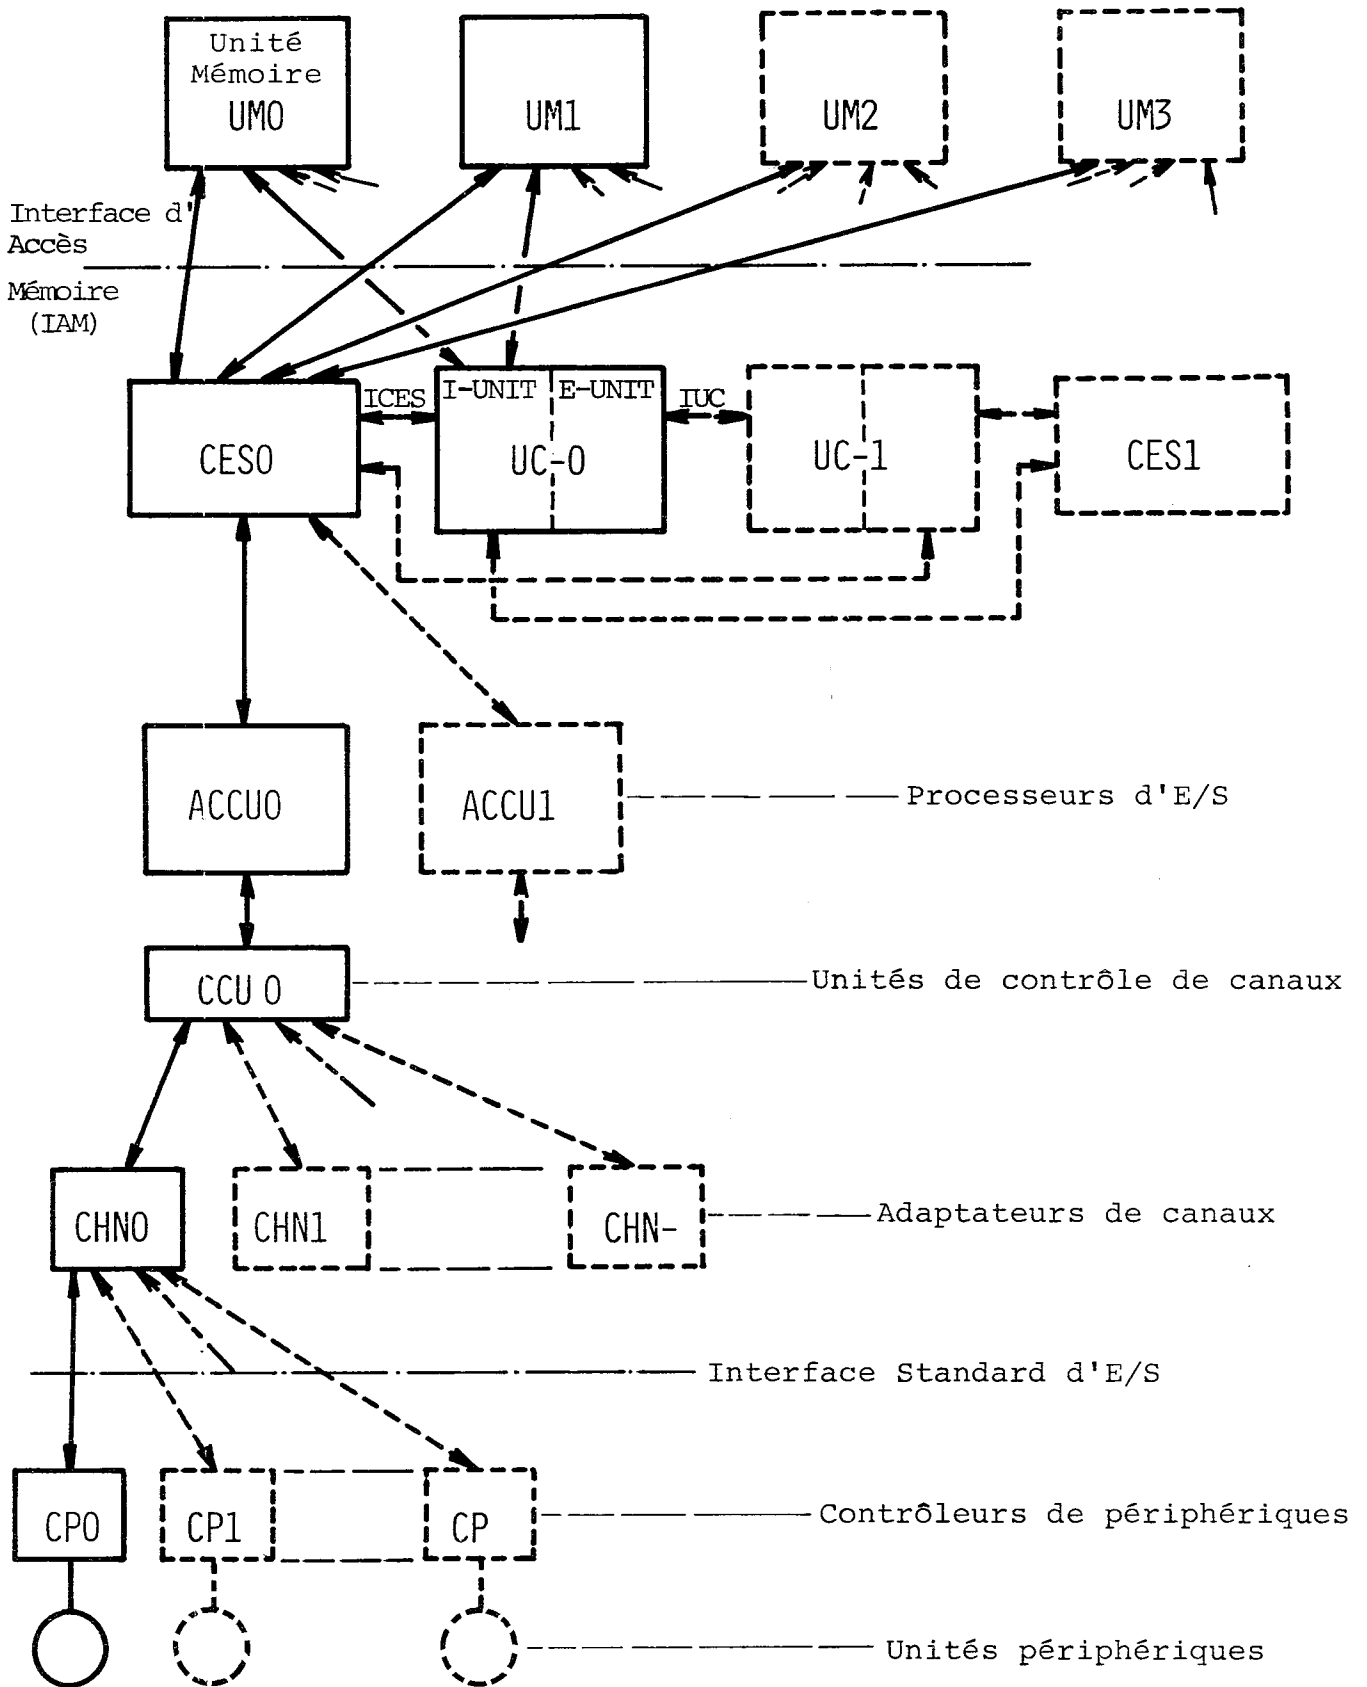 Unité
Mémoire
UM0
UM1
UM2
UM3
Interface d'
Accès
Mémoire
(IAM)
ICES
I-UNIT
E-UNIT
IUC
CES0
UC-0
UC-1
CES1
ACCU0
ACCU1
Processeurs d'E/S
CCU 0
Unités de contrôle de canaux
CHN0
CHN1
CHN-
Adaptateurs de canaux
Interface Standard d'E/S
CP0
CP1
CP
Contrôleurs de périphériques
Unités périphériques